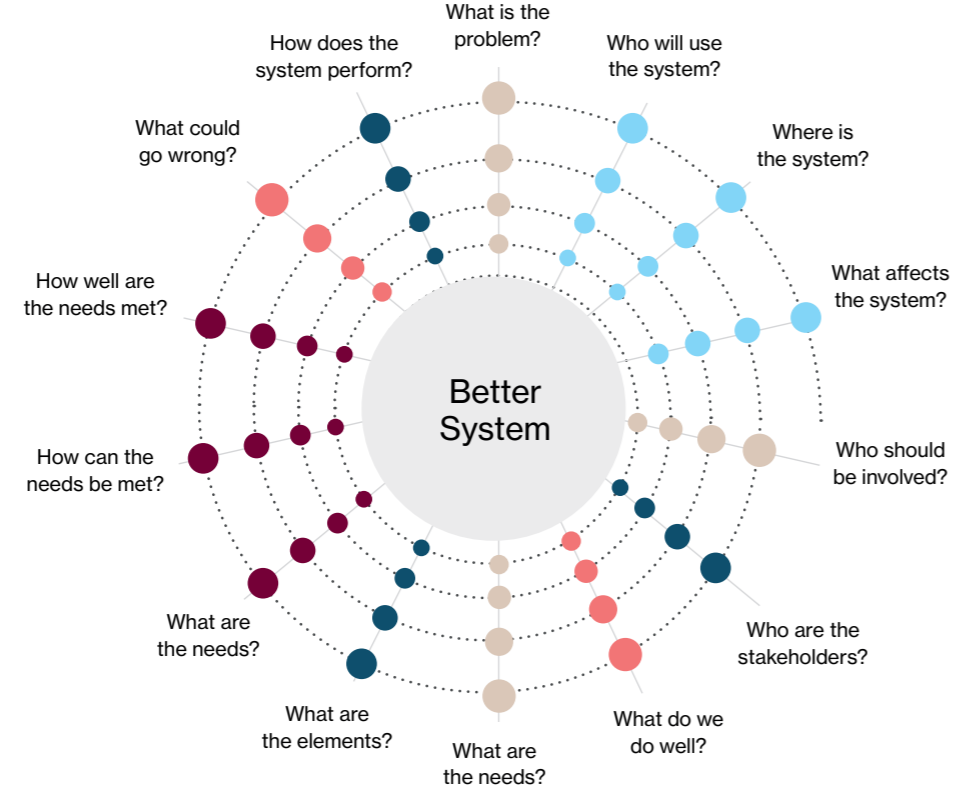 What is the
problem?
Who will use
the system?
Where is
the system?
What affects
the system?
Who should
be involved?
Who are the
stakeholders?
What do we
do well?
What are
the needs?
What are
the elements?
What are
the needs?
How can the
needs be met?
How well are
the needs met?
What could
go wrong?
How does the
system perform?
Better
System